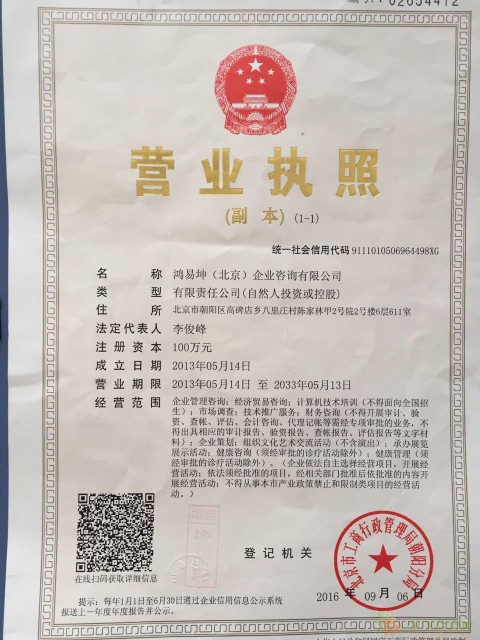 02654412
营业执照
(副 本) (1-1)
统一社会信用代码 9111010506964498XG
名 称 鸿易坤（北京）企业咨询有限公司
类 型 有限责任公司(自然人投资或控股)
住 所 北京市朝阳区高碑店乡八里庄村陈家林甲2号院2号楼6层611室
法定代表人 李俊峰
注册资本 100万元
成立日期 2013年05月14日
营业期限 2013年05月14日 至 2033年05月13日
经营范围 企业管理咨询；经济贸易咨询；计算机技术培训（不得面向全国招
生）；市场调查；技术推广服务；财务咨询（不得开展审计、验
资、查帐、评估、会计咨询、代理记帐等需经专项审批的业务，不
得出具相应的审计报告、验资报告、查帐报告、评估报告等文字材
料）；企业策划；组织文化艺术交流活动（不含演出）；承办展览
展示活动；健康咨询（须经审批的诊疗活动除外）；健康管理（须
经审批的诊疗活动除外）。（企业依法自主选择经营项目，开展经
营活动；依法须经批准的项目，经相关部门批准后依批准的内容开
展经营活动；不得从事本市产业政策禁止和限制类项目的经营活
动。）
在线扫码获取详细信息
登记机关
北京市工商行政管理局朝阳分局
2016 年 09 月 06 日
提示：每年1月1日至6月30日通过企业信用信息公示系统
报送上一年度年度报告并公示。